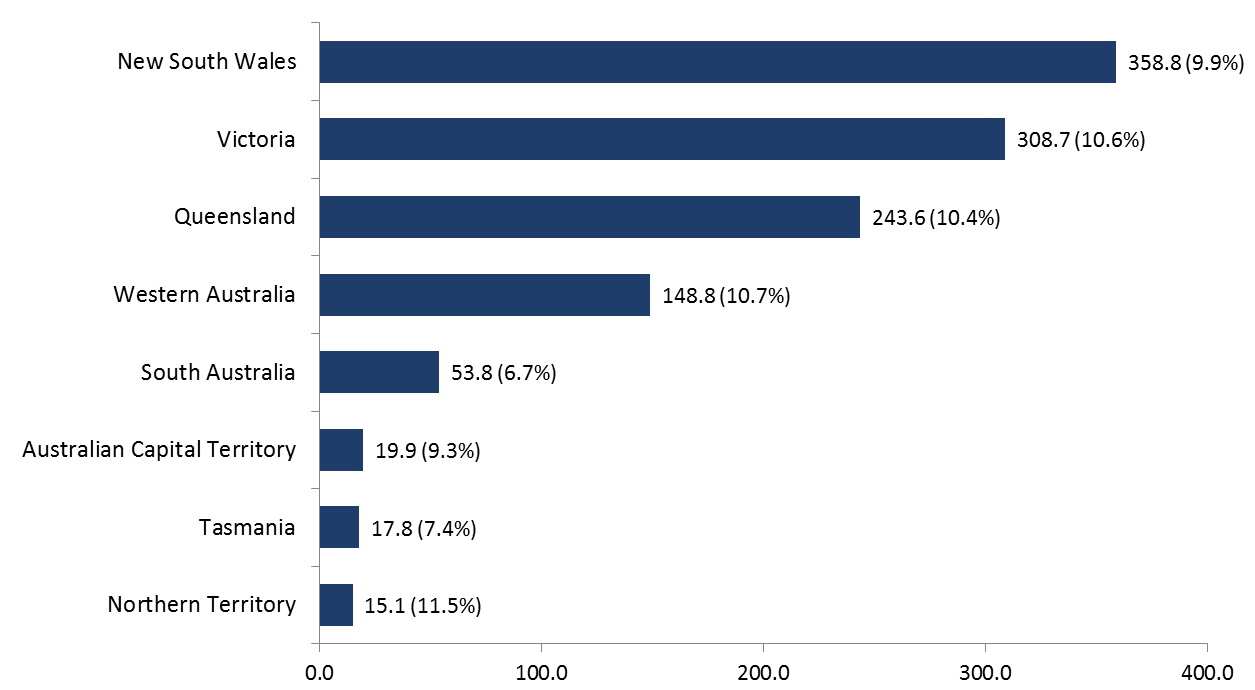 New South Wales 358.8 (9.9%)
Victoria 308.7 (10.6%)
Queensland 243.6 (10.4%)
Western Australia 148.8 (10.7%)
South Australia 53.8 (6.7%)
Australian Capital Territory 19.9 (9.3%)
Tasmania 17.8 (7.4%)
Northern Territory 15.1 (11.5%)
0.0 100.0 200.0 300.0 400.0